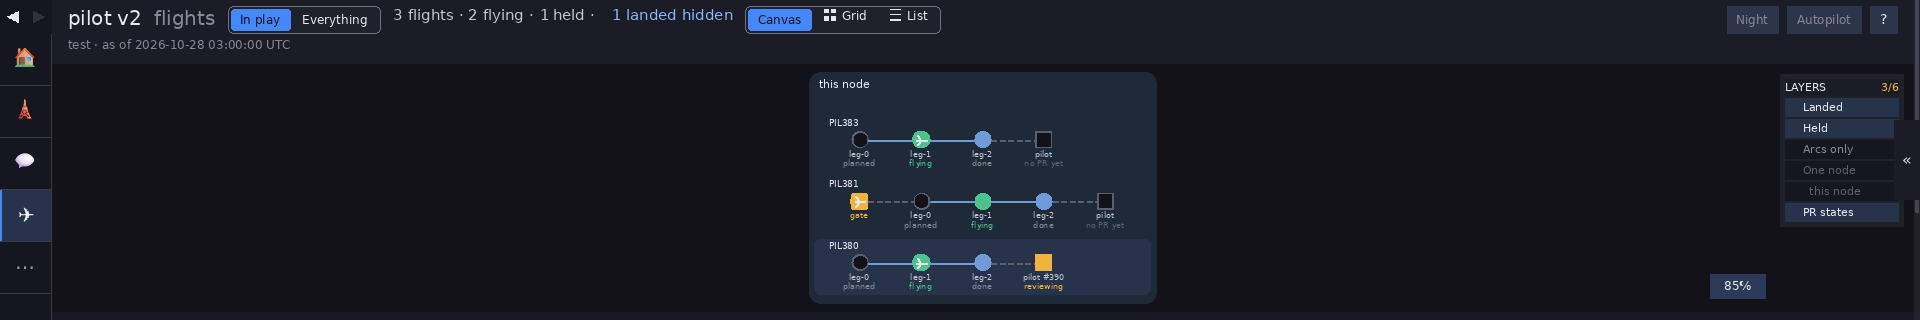 pilot v2 flights In play Everything 3 flights · 2 flying · 1 held · 1 landed hidden Canvas Grid List Night Autopilot ?
test · as of 2026-10-28 03:00:00 UTC
this node
PIL383
leg-0 leg-1 leg-2 pilot
planned flying done no PR yet
PIL381
gate leg-0 leg-1 leg-2 pilot
planned flying done no PR yet
PIL380
leg-0 leg-1 leg-2 pilot #390
planned flying done reviewing
LAYERS 3/6
Landed
Held
Arcs only
One node
this node
PR states
«
85%